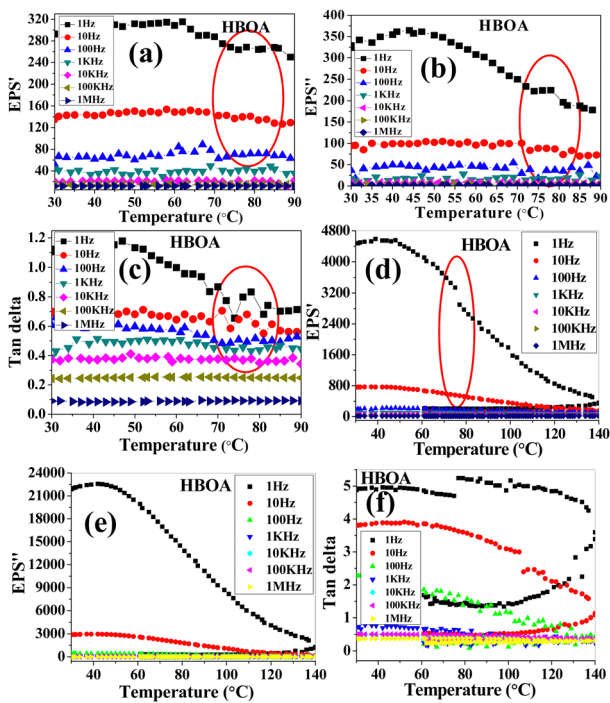 HBOA
(a)
1Hz
10Hz
100Hz
1KHz
10KHz
100KHz
1MHz
EPS'
320
280
240
200
160
120
80
40
30 40 50 60 70 80 90
Temperature (°C)
HBOA
(b)
1Hz
10Hz
100Hz
1KHz
10KHz
100KHz
1MHz
EPS''
400
350
300
250
200
150
100
50
0
30 35 40 45 50 55 60 65 70 75 80 85 90
Temperature (°C)
HBOA
(c)
1Hz
10Hz
100Hz
1KHz
10KHz
100KHz
1MHz
Tan delta
1.2
1.0
0.8
0.6
0.4
0.2
0.0
30 40 50 60 70 80 90
Temperature (°C)
HBOA
(d)
1Hz
10Hz
100Hz
1KHz
10KHz
100KHz
1MHz
EPS'
4800
4000
3200
2400
1600
800
0
40 60 80 100 120 140
Temperature (°C)
HBOA
(e)
1Hz
10Hz
100Hz
1KHz
10KHz
100KHz
1MHz
EPS''
24000
21000
18000
15000
12000
9000
6000
3000
0
40 60 80 100 120 140
Temperature (°C)
HBOA
(f)
1Hz
10Hz
100Hz
1KHz
10KHz
100KHz
1MHz
Tan delta
5
4
3
2
1
0
40 60 80 100 120 140
Temperature (°C)